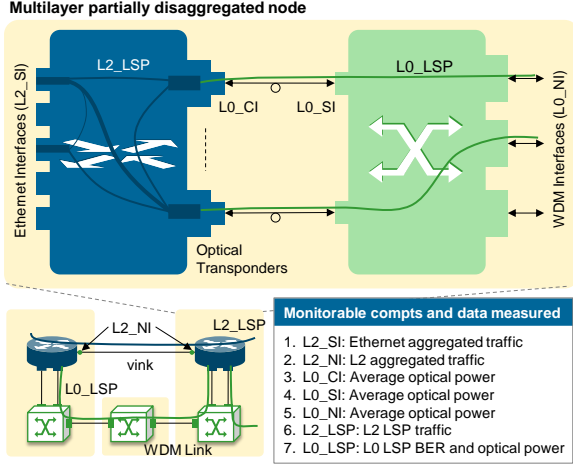 Multilayer partially disaggregated node
Ethernet Interfaces (L2_SI)
L2_LSP
L0_LSP
L0_CI
L0_SI
WDM Interfaces (L0_NI)
Optical
Transponders
L2_NI
L2_LSP
vink
L0_LSP
WDM Link
Monitorable compts and data measured
1. L2_SI: Ethernet aggregated traffic
2. L2_NI: L2 aggregated traffic
3. L0_CI: Average optical power
4. L0_SI: Average optical power
5. L0_NI: Average optical power
6. L2_LSP: L2 LSP traffic
7. L0_LSP: L0 LSP BER and optical power